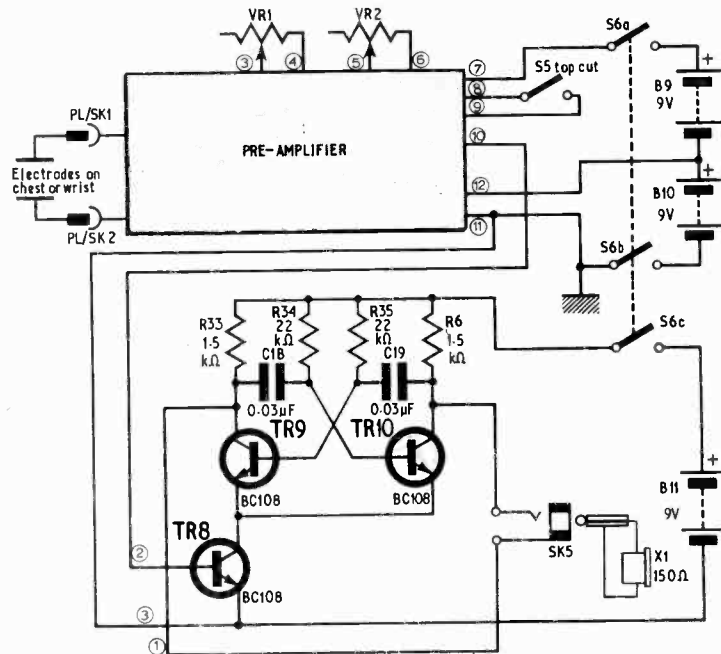 VR1
VR2
S6a
3
4
5
6
7
8
9
10
12
11
S5 top cut
+
B9
9V
PL/SK1
PRE-AMPLIFIER
Electrodes on
chest or wrist
PL/SK 2
+
B10
9V
S6b
S6c
R33
1·5
kΩ
R34
22
kΩ
R35
22
kΩ
R6
1·5
kΩ
C18
0·03µF
C19
0·03µF
TR9
TR10
BC108
BC108
+
B11
9V
TR8
BC108
SK5
X1
150Ω
2
3
1